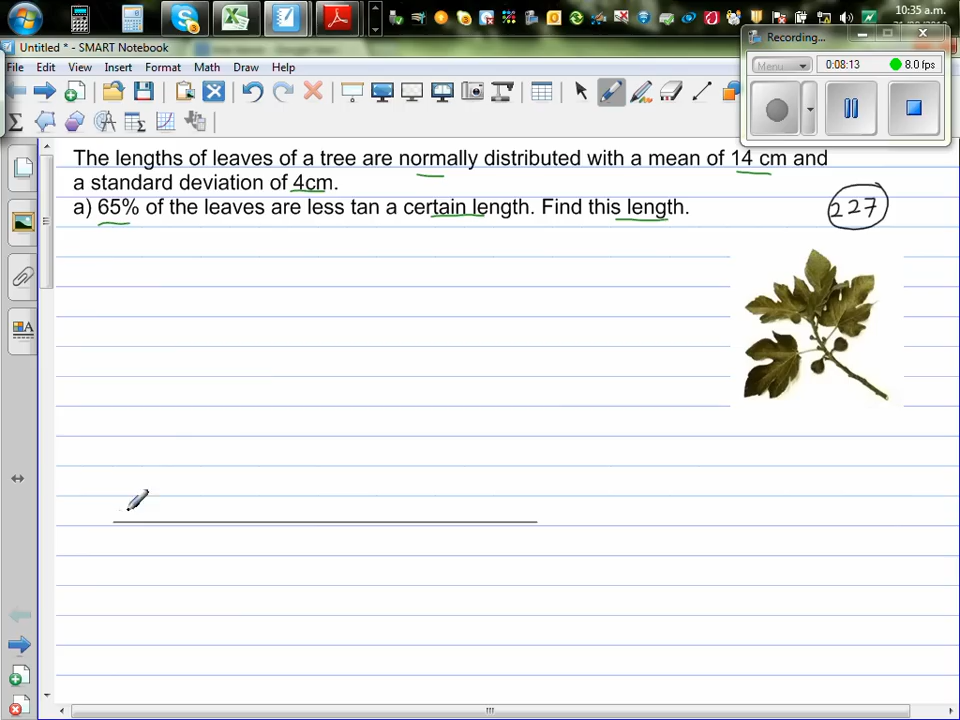 10:35 a.m.
Untitled * - SMART Notebook
Recording...
File Edit View Insert Format Math Draw Help
Menu 0:08:13 8.0 fps
The lengths of leaves of a tree are normally distributed with a mean of 14 cm and
a standard deviation of 4cm.
a) 65% of the leaves are less tan a certain length. Find this length.
227